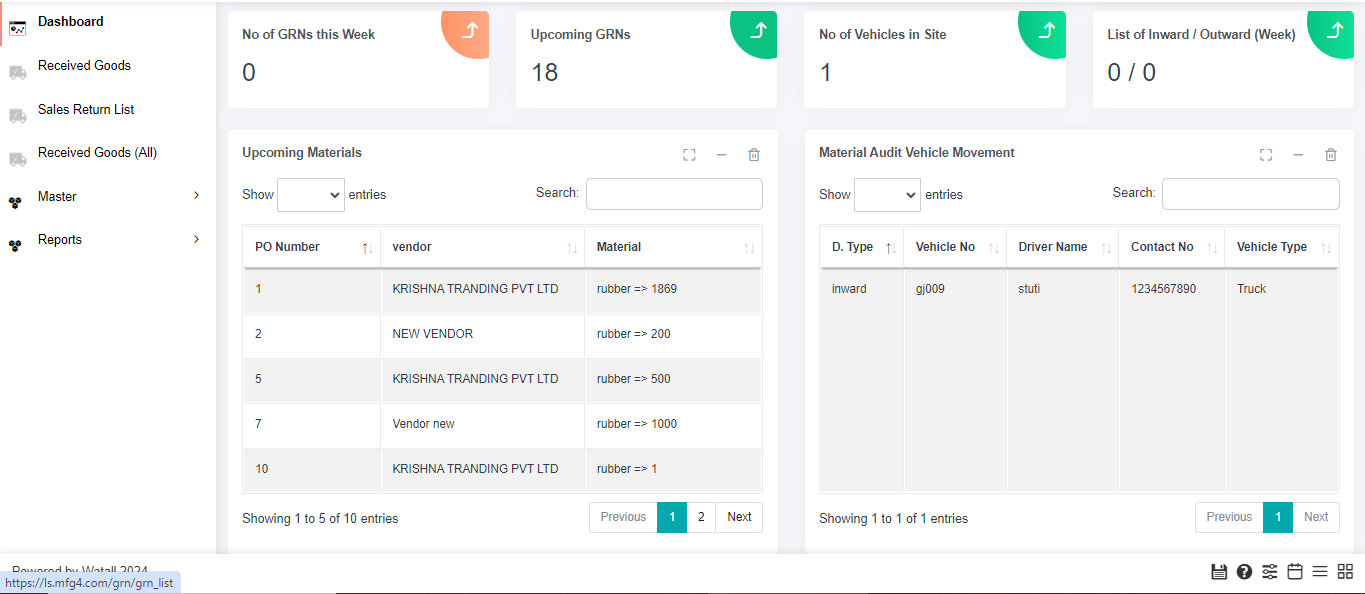 Dashboard
Received Goods
Sales Return List
Received Goods (All)
Master
Reports
No of GRNs this Week
0
Upcoming GRNs
18
No of Vehicles in Site
1
List of Inward / Outward (Week)
0 / 0
Upcoming Materials
Show entries
Search:
PO Number vendor Material
1 KRISHNA TRANDING PVT LTD rubber => 1869
2 NEW VENDOR rubber => 200
5 KRISHNA TRANDING PVT LTD rubber => 500
7 Vendor new rubber => 1000
10 KRISHNA TRANDING PVT LTD rubber => 1
Showing 1 to 5 of 10 entries
Previous 1 2 Next
Material Audit Vehicle Movement
Show entries
Search:
D. Type Vehicle No Driver Name Contact No Vehicle Type
inward gj009 stuti 1234567890 Truck
Showing 1 to 1 of 1 entries
Previous 1 Next
Powered by Watall 2024
https://ls.mfg4.com/grn/grn_list